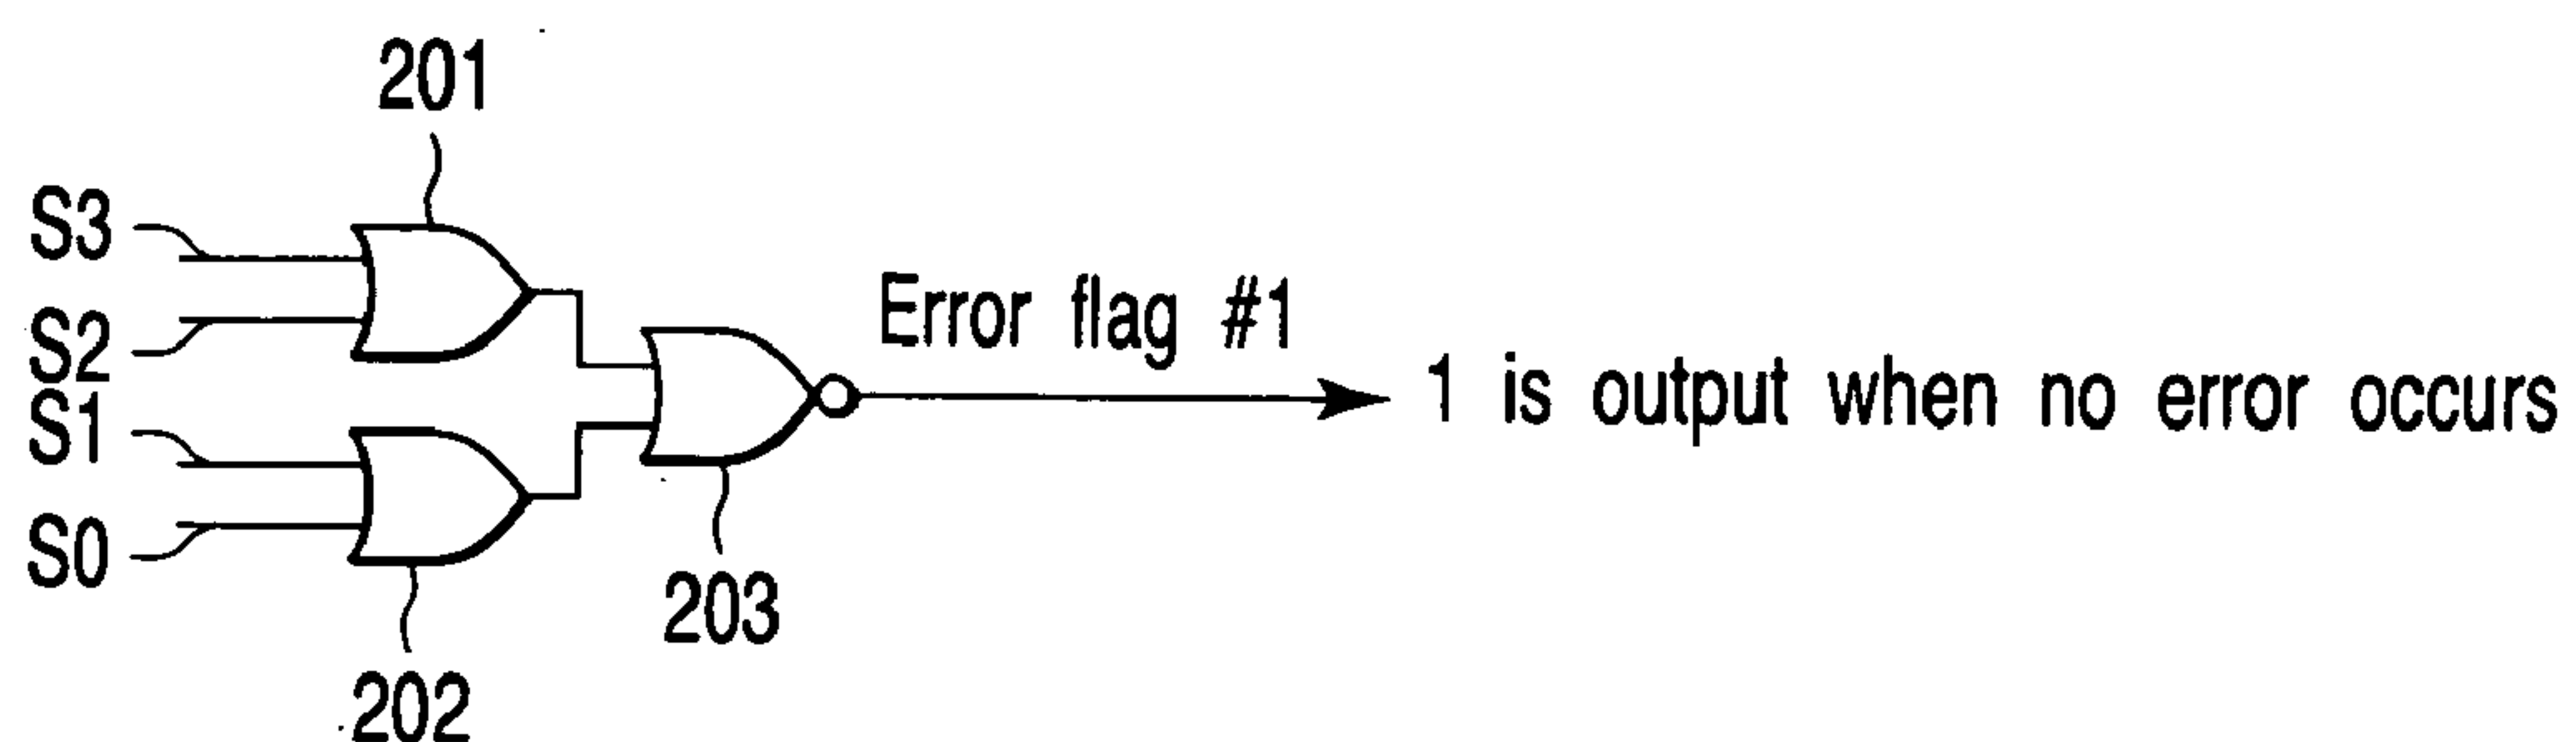 201
S3
S2
S1
S0
Error flag #1
1 is output when no error occurs
203
202